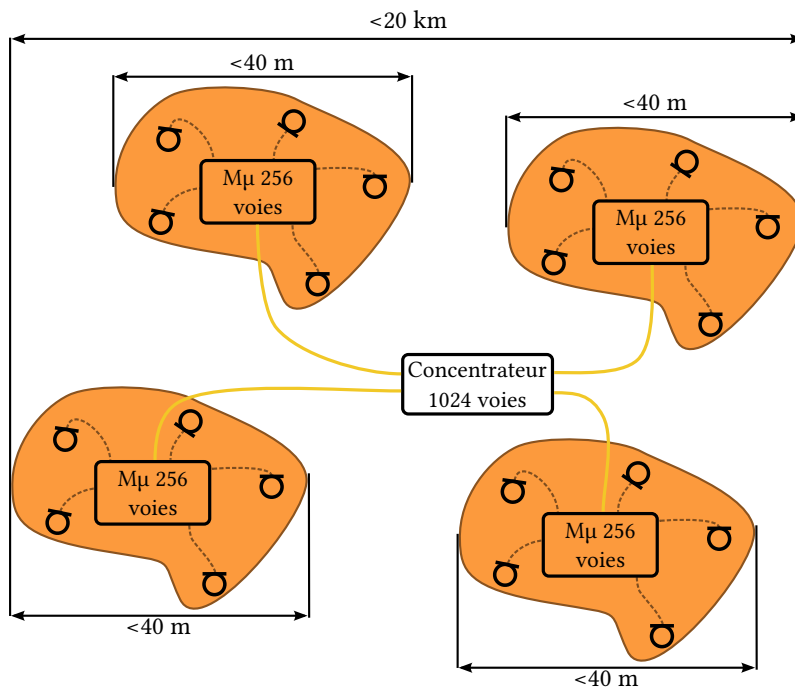 <20 km
<40 m
<40 m
Mμ 256
voies
Mμ 256
voies
Concentrateur
1024 voies
Mμ 256
voies
Mμ 256
voies
<40 m
<40 m